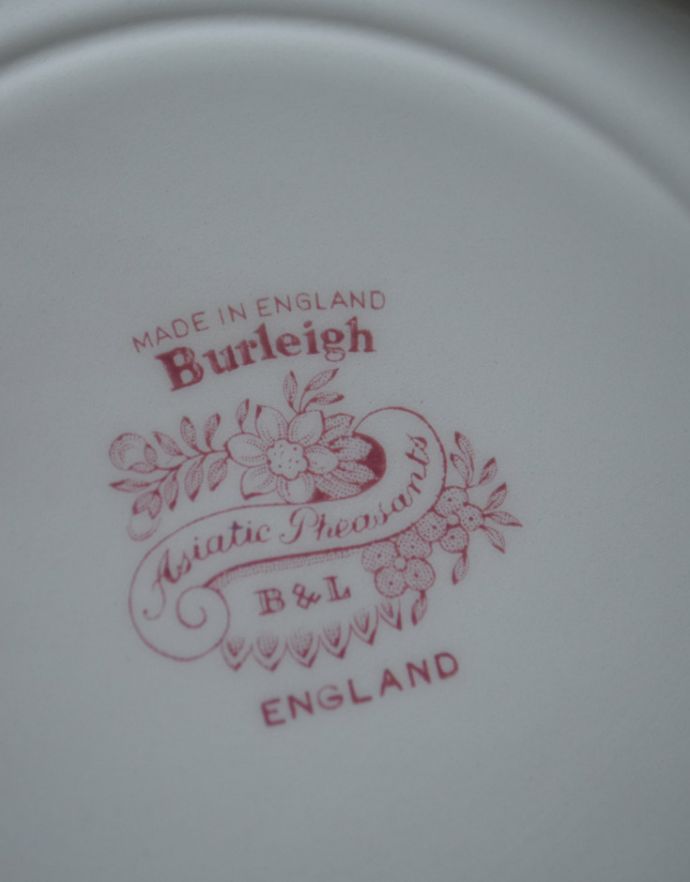 MADE IN ENGLAND
Burleigh
Asiatic Pheasants
B & L
ENGLAND